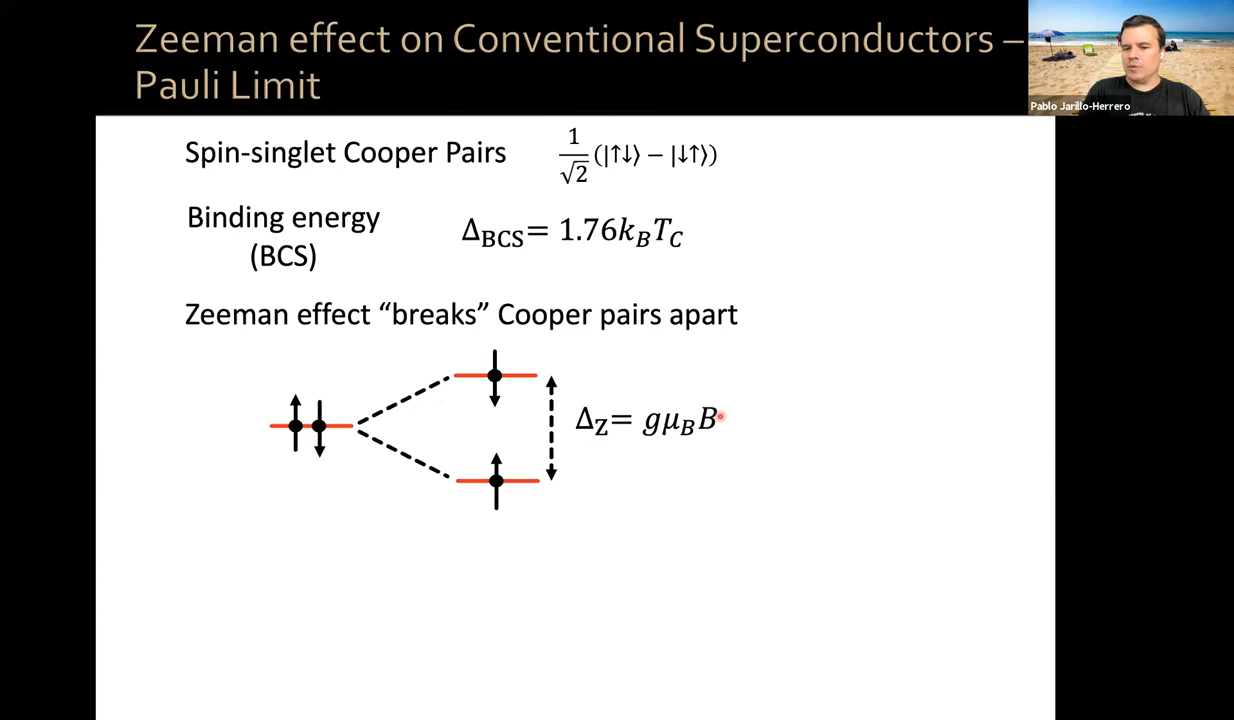 Zeeman effect on Conventional Superconductors –
Pauli Limit
Pablo Jarillo-Herrero
Spin-singlet Cooper Pairs 1/√2 (|↑↓⟩ − |↓↑⟩)
Binding energy
(BCS)
Δ_BCS= 1.76k_BT_C
Zeeman effect “breaks” Cooper pairs apart
Δ_Z= gμ_BB